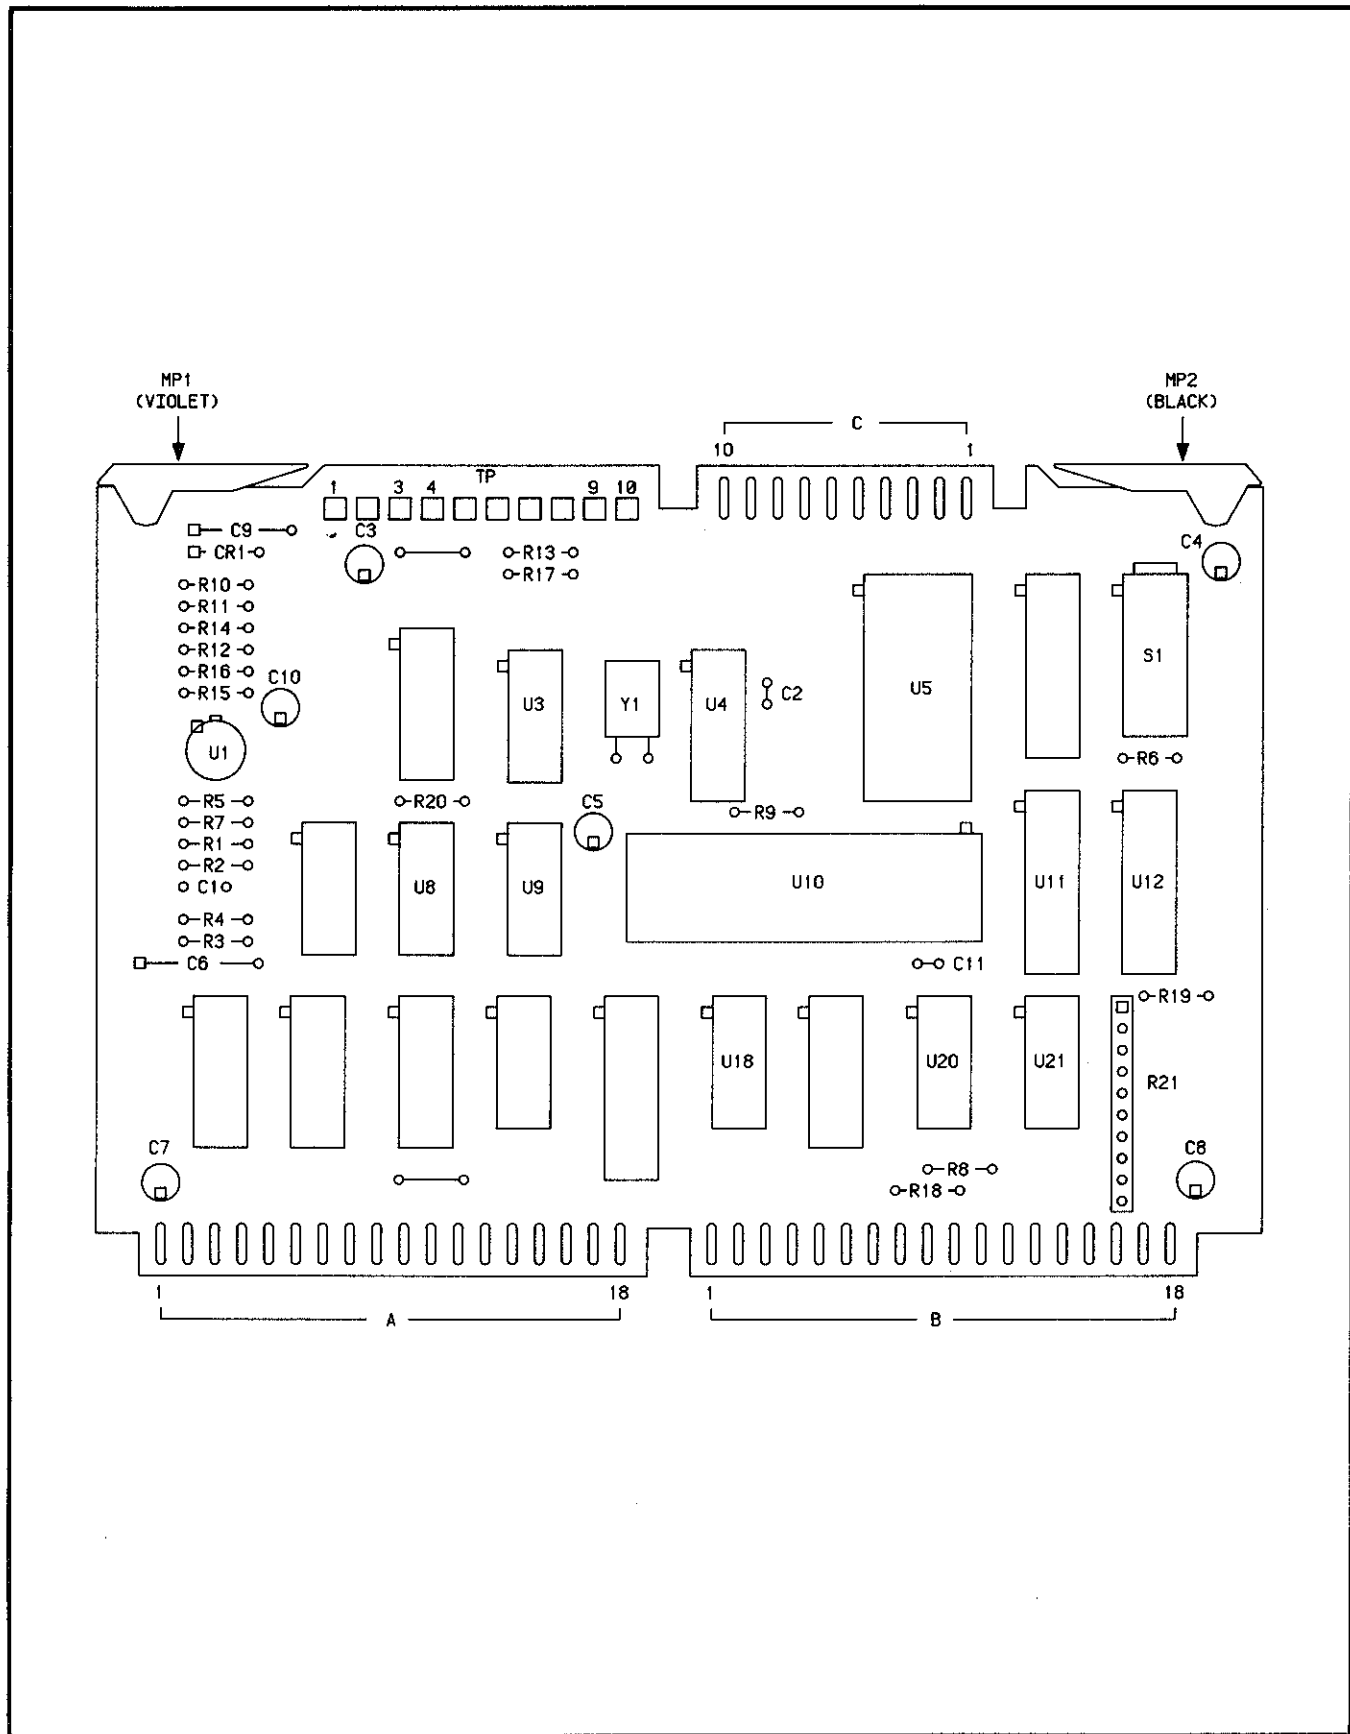 MP1
(VIOLET)
MP2
(BLACK)
C
10
1
TP
1
3
4
9
10
C9
C3
C4
CR1
R13
R17
R10
R11
R14
R12
R16
R15
C10
S1
U3
Y1
U4
C2
U5
U1
R6
R5
R20
C5
R9
R7
R1
R2
C1
U8
U9
U10
U11
U12
R4
R3
C6
C11
R19
U18
U20
U21
R21
C7
C8
R8
R18
1
18
1
18
A
B